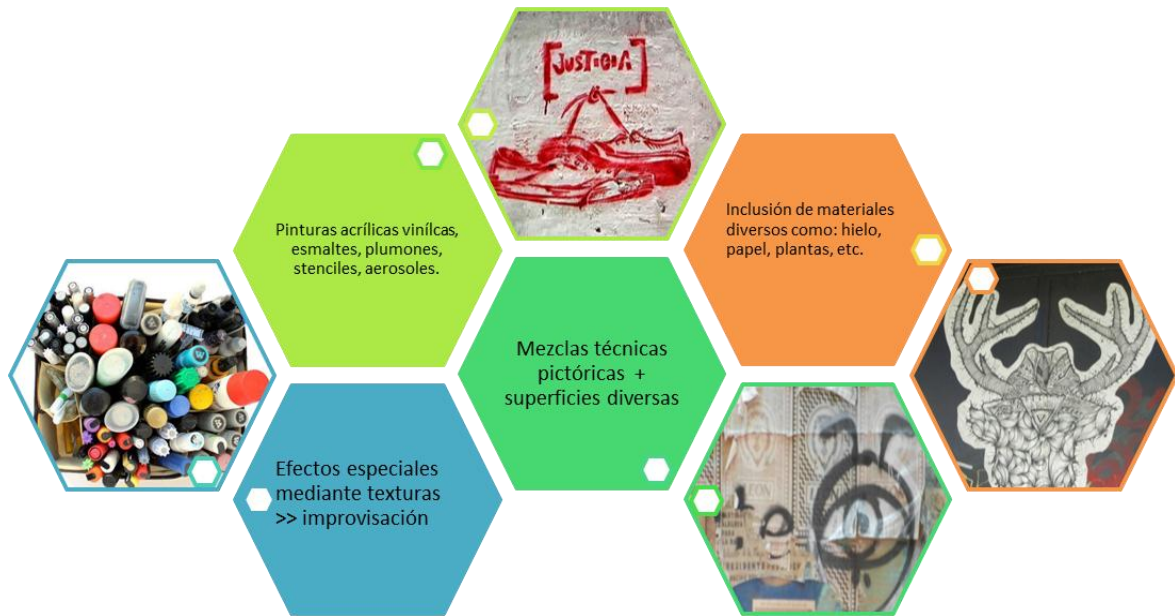 [JUSTICIA]
Pinturas acrílicas vinílcas,
esmaltes, plumones,
stenciles, aerosoles.
Inclusión de materiales
diversos como: hielo,
papel, plantas, etc.
Mezclas técnicas
pictóricas +
superficies diversas
Efectos especiales
mediante texturas
>> improvisación